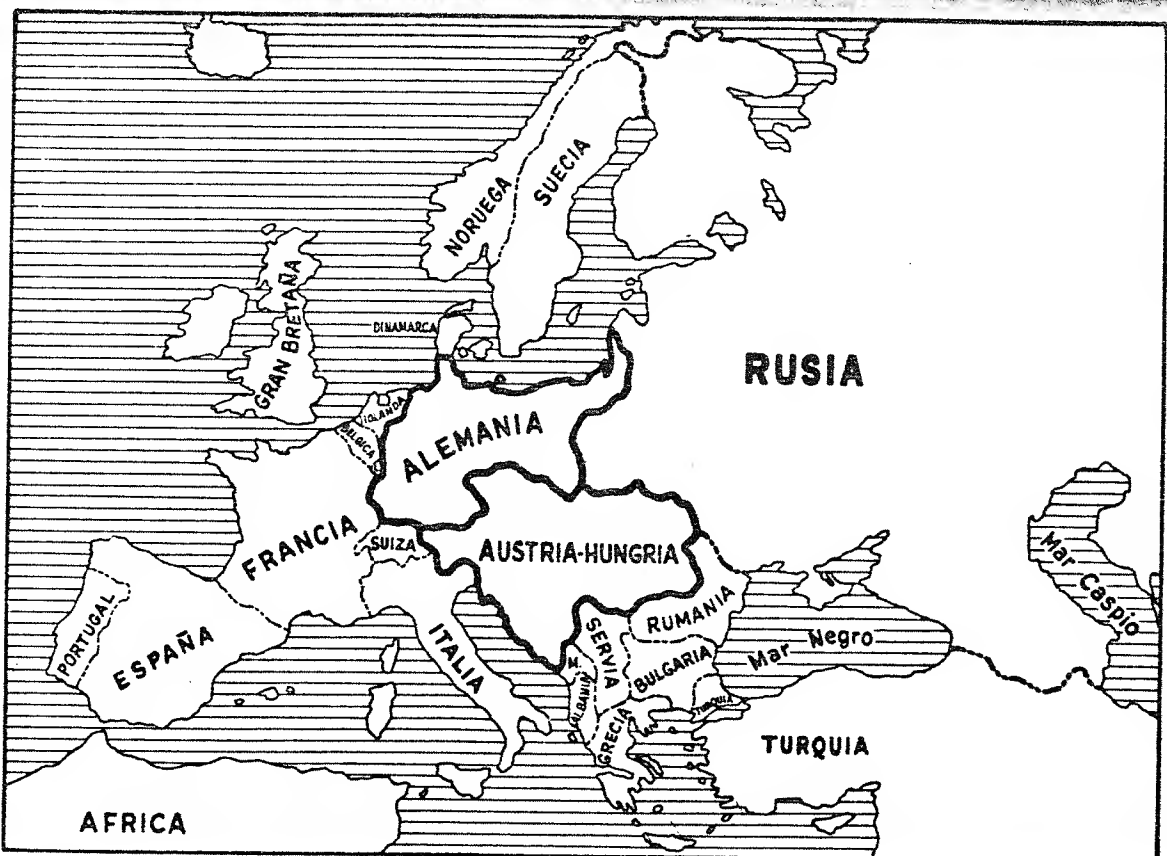 NORUEGA
SUECIA
GRAN BRETAÑA
DINAMARCA
RUSIA
HOLANDA
BELGICA
ALEMANIA
FRANCIA
SUIZA
AUSTRIA-HUNGRIA
Mar Caspio
PORTUGAL
ESPAÑA
ITALIA
SERVIA
RUMANIA
M.
BULGARIA
Mar Negro
ALBANIA
TURQUIA
GRECIA
TURQUIA
AFRICA